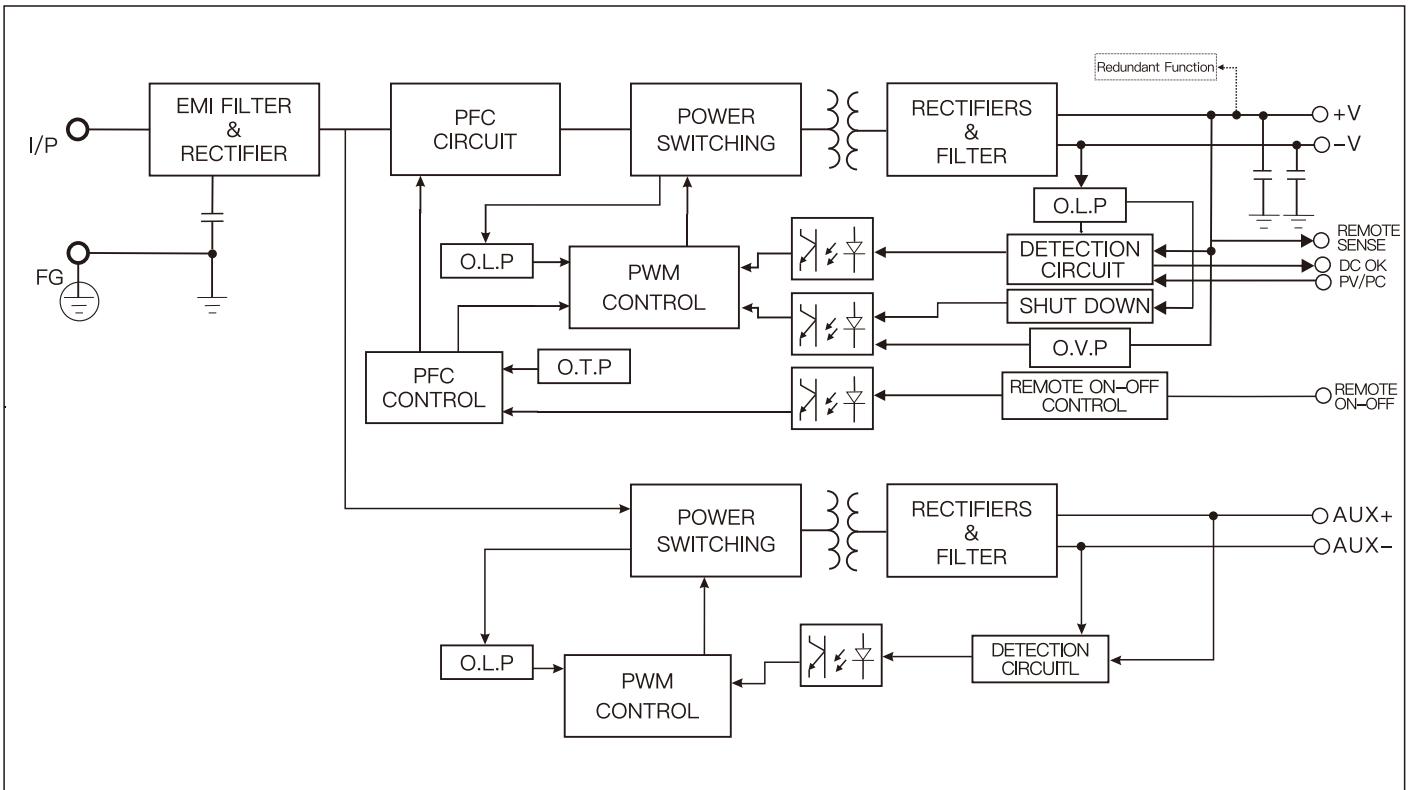 Redundant Function
EMI FILTER
&
RECTIFIER
PFC
CIRCUIT
POWER
SWITCHING
RECTIFIERS
&
FILTER
+V
–V
I/P
O.L.P
REMOTE
SENSE
DC OK
PV/PC
DETECTION
CIRCUIT
O.L.P
PWM
CONTROL
FG
SHUT DOWN
O.V.P
O.T.P
PFC
CONTROL
REMOTE ON–OFF
CONTROL
REMOTE
ON–OFF
POWER
SWITCHING
RECTIFIERS
&
FILTER
AUX+
AUX–
O.L.P
PWM
CONTROL
DETECTION
CIRCUITL